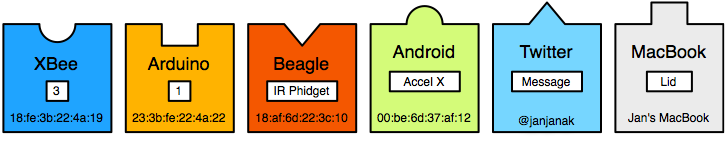 XBee
3
18:fe:3b:22:4a:19
Arduino
1
23:3b:fe:22:4a:22
Beagle
IR Phidget
18:af:6d:22:3c:10
Android
Accel X
00:be:6d:37:af:12
Twitter
Message
@janjanak
MacBook
Lid
Jan's MacBook